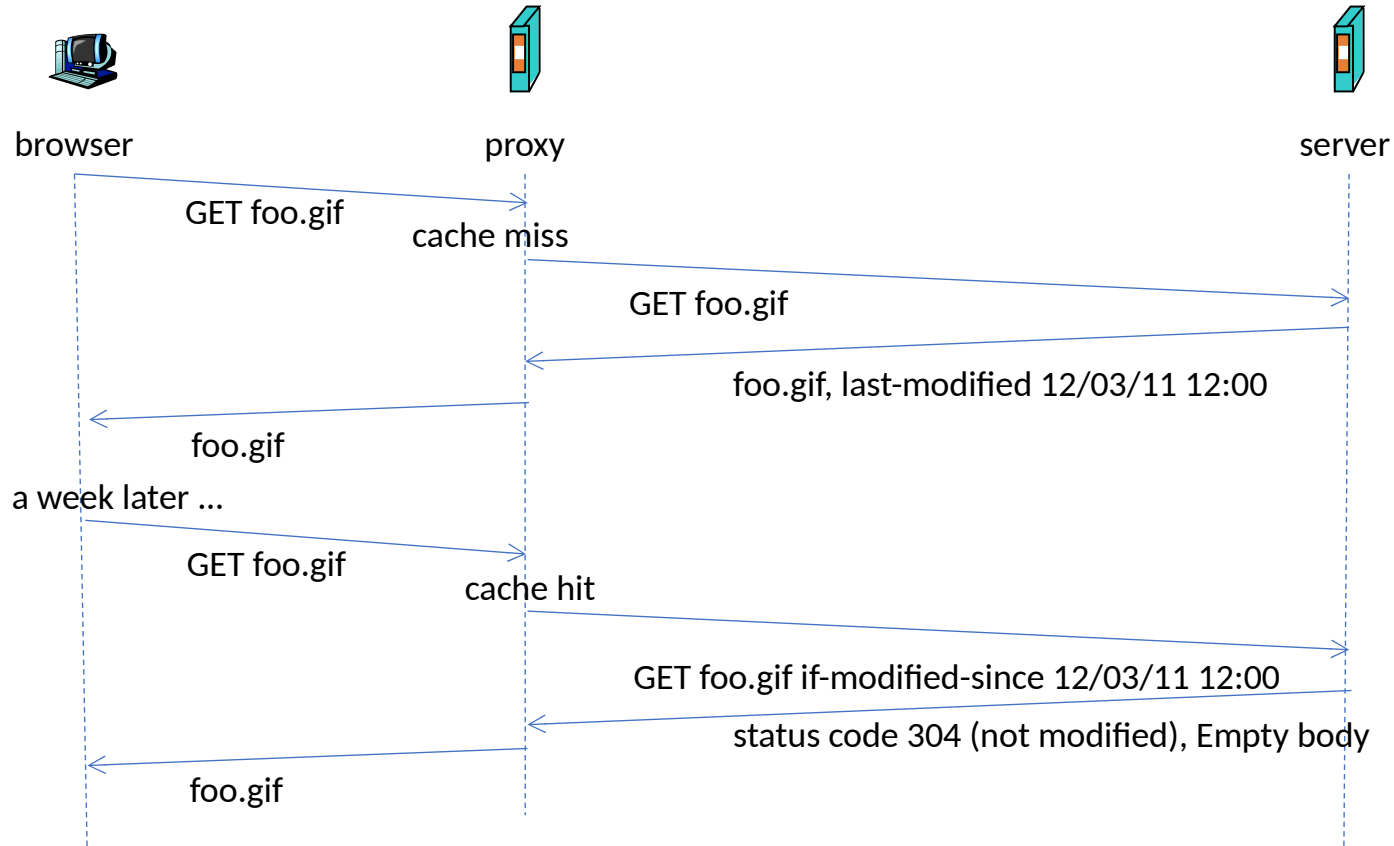 browser
proxy
server
GET foo.gif
cache miss
GET foo.gif
foo.gif, last-modified 12/03/11 12:00
foo.gif
a week later ...
GET foo.gif
cache hit
GET foo.gif if-modified-since 12/03/11 12:00
status code 304 (not modified), Empty body
foo.gif